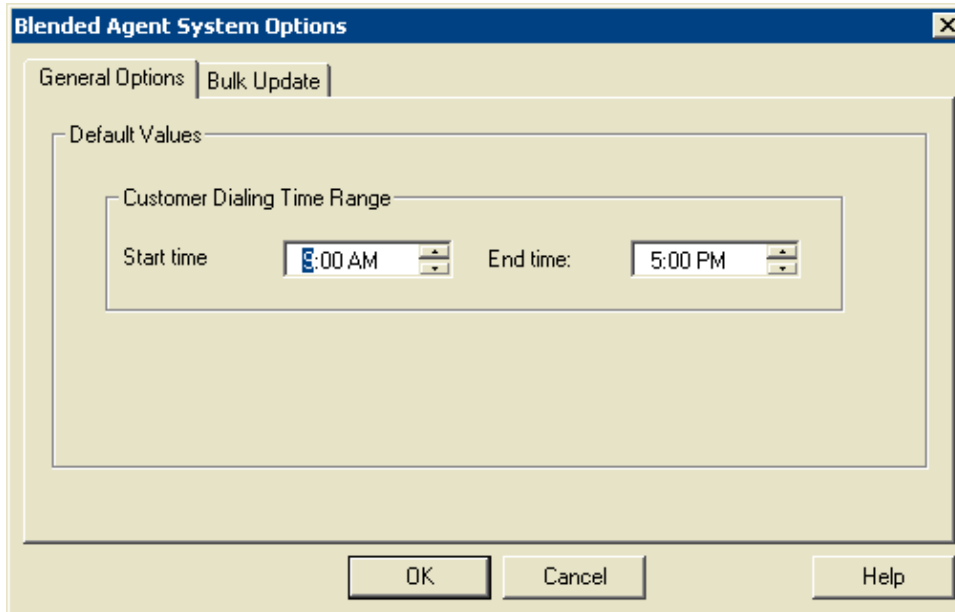 Blended Agent System Options
General Options Bulk Update
Default Values
Customer Dialing Time Range
Start time 9:00 AM End time: 5:00 PM
OK Cancel Help